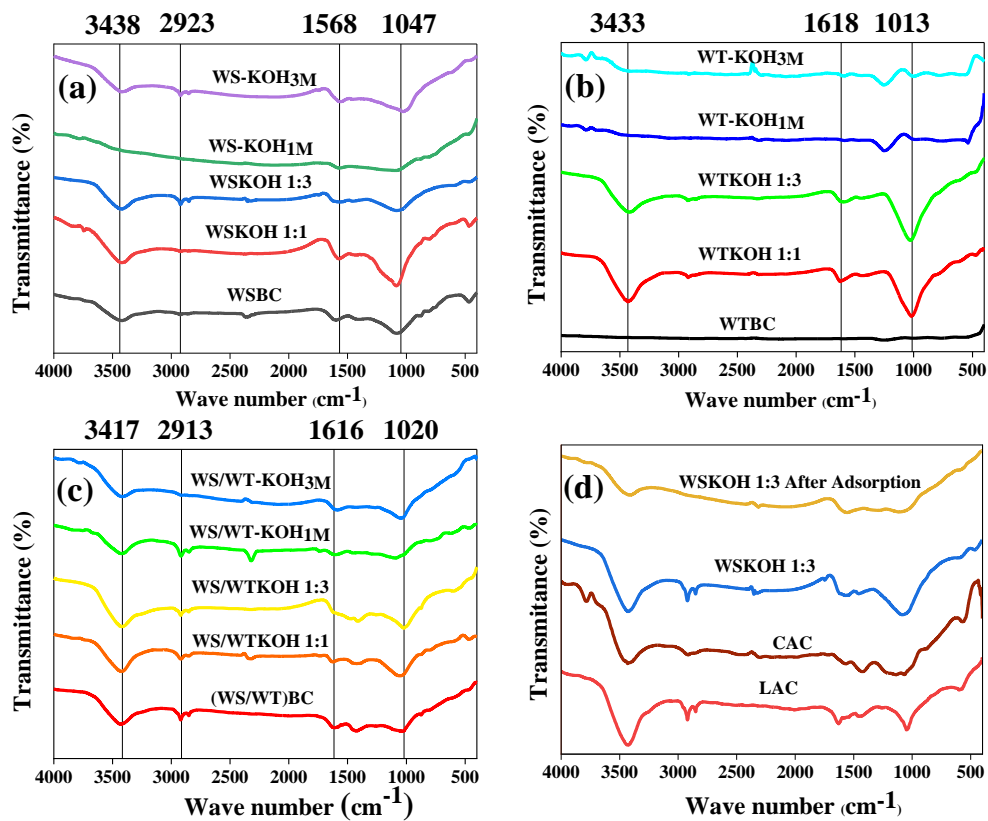 3438 2923 1568 1047
(a)
WS-KOH3M
WS-KOH1M
WSKOH 1:3
WSKOH 1:1
WSBC
Transmittance (%)
4000 3500 3000 2500 2000 1500 1000 500
Wave number (cm-1)
3433 1618 1013
(b)
WT-KOH3M
WT-KOH1M
WTKOH 1:3
WTKOH 1:1
WTBC
Transmittance (%)
4000 3500 3000 2500 2000 1500 1000 500
Wave number (cm-1)
3417 2913 1616 1020
(c)
WS/WT-KOH3M
WS/WT-KOH1M
WS/WTKOH 1:3
WS/WTKOH 1:1
(WS/WT)BC
Transmittance (%)
4000 3500 3000 2500 2000 1500 1000 500
Wave number (cm-1)
(d)
WSKOH 1:3 After Adsorption
WSKOH 1:3
CAC
LAC
Transmitance (%)
4000 3500 3000 2500 2000 1500 1000 500
Wave number (cm-1)